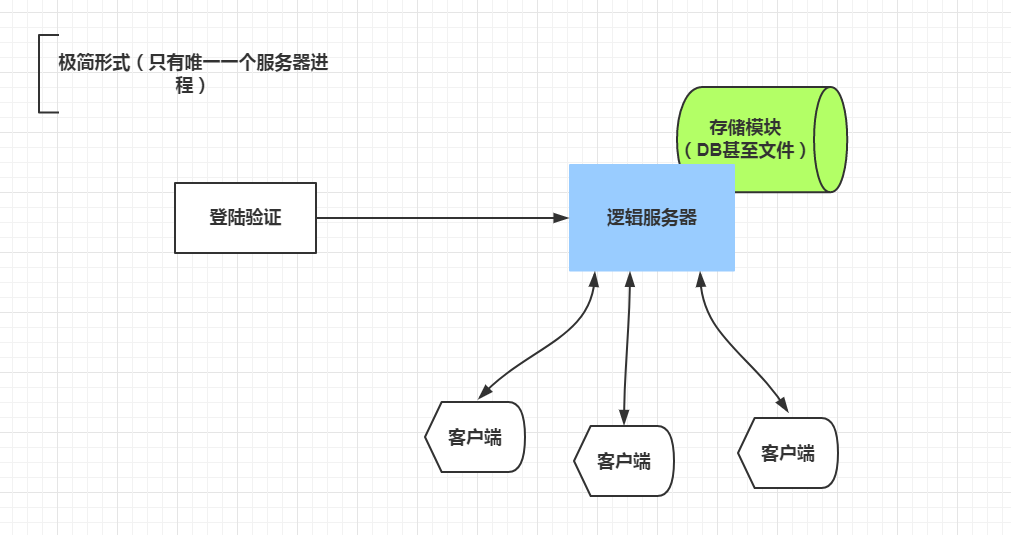 极简形式（只有唯一一个服务器进
程）
存储模块
（DB甚至文件）
登陆验证
逻辑服务器
客户端
客户端
客户端